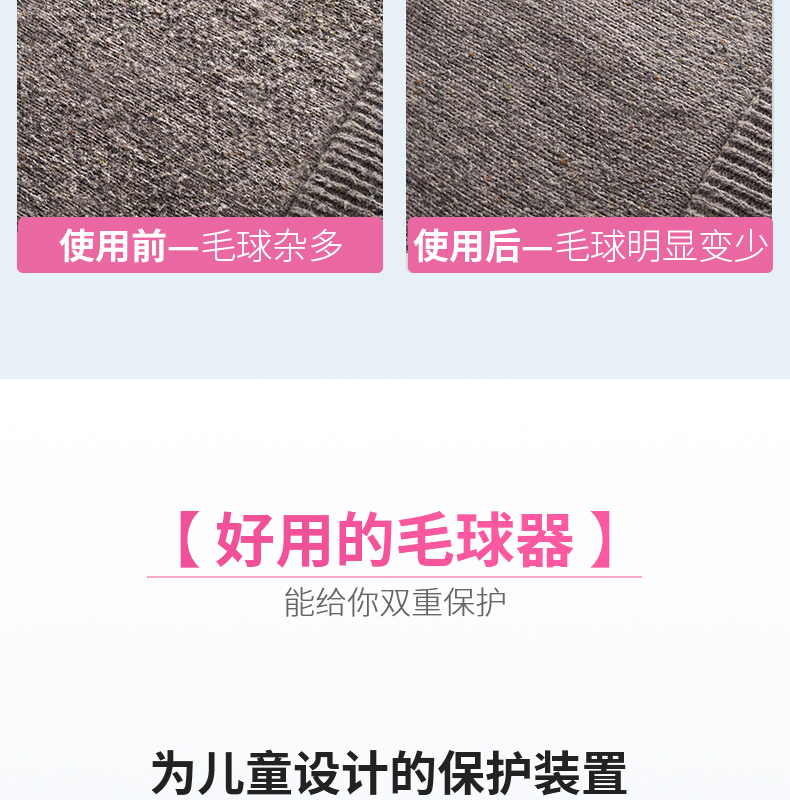 使用前—毛球杂多
使用后—毛球明显变少
【好用的毛球器】
能给你双重保护
为儿童设计的保护装置